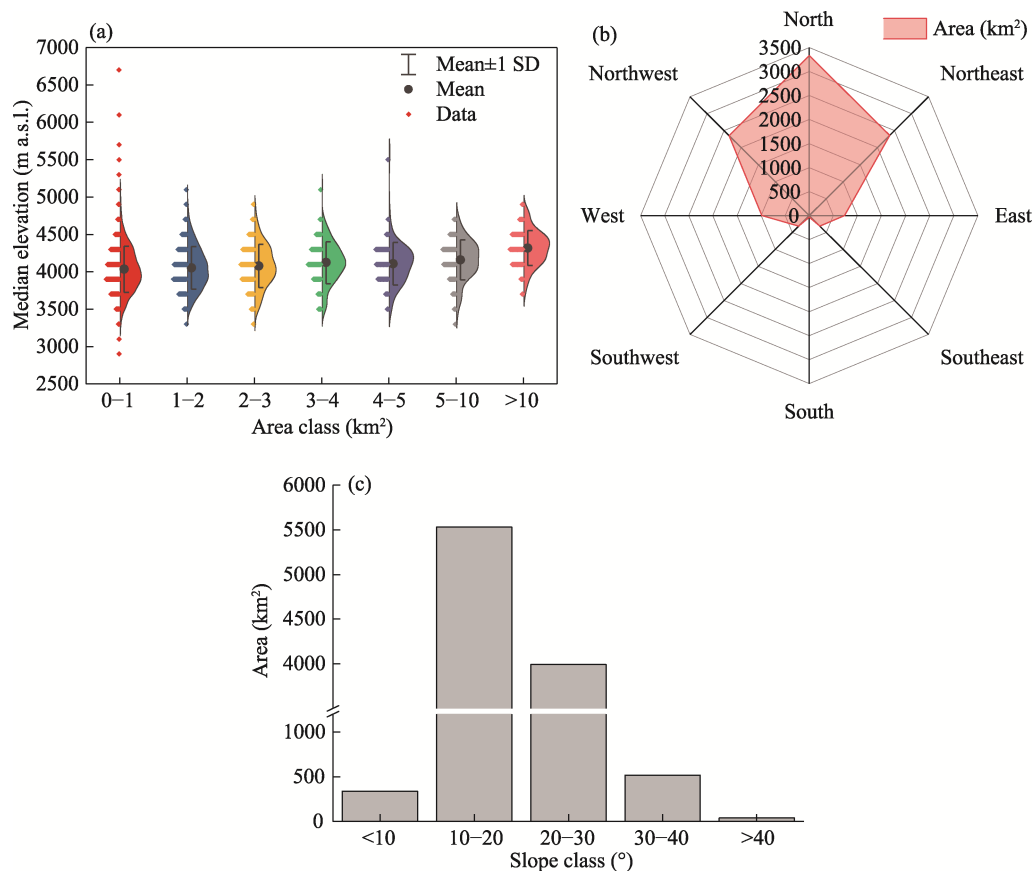 (a)
7000
6500
6000
5500
5000
4500
4000
3500
3000
2500
Median elevation (m a.s.l.)
Mean±1 SD
Mean
Data
0−1 1−2 2−3 3−4 4−5 5−10 >10
Area class (km²)
(b)
Area (km²)
North
Northeast
East
Southeast
South
Southwest
West
Northwest
3500
3000
2500
2000
1500
1000
500
0
(c)
6000
5500
5000
4500
4000
1000
500
0
Area (km²)
<10 10−20 20−30 30−40 >40
Slope class (°)